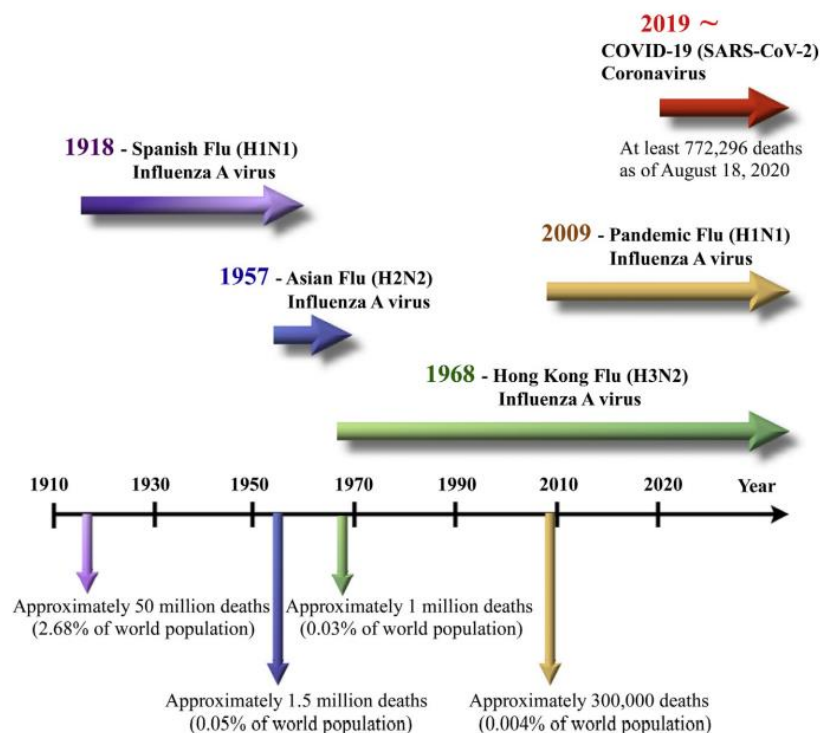 2019 ~
COVID-19 (SARS-CoV-2)
Coronavirus
At least 772,296 deaths
as of August 18, 2020
1918 - Spanish Flu (H1N1)
Influenza A virus
2009 - Pandemic Flu (H1N1)
Influenza A virus
1957 - Asian Flu (H2N2)
Influenza A virus
1968 - Hong Kong Flu (H3N2)
Influenza A virus
1910 1930 1950 1970 1990 2010 2020 Year
Approximately 50 million deaths
(2.68% of world population)
Approximately 1 million deaths
(0.03% of world population)
Approximately 1.5 million deaths
(0.05% of world population)
Approximately 300,000 deaths
(0.004% of world population)